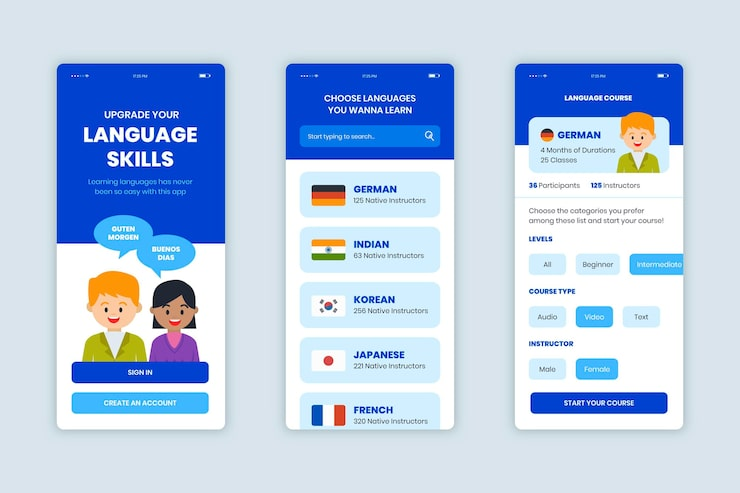 17:25 PM
UPGRADE YOUR
LANGUAGE
SKILLS
Learning languages has never
been so easy with this app
GUTEN
MORGEN
BUENOS
DIAS
SIGN IN
CREATE AN ACCOUNT
17:25 PM
CHOOSE LANGUAGES
YOU WANNA LEARN
Start typing to search...
GERMAN
125 Native Instructors
INDIAN
63 Native Instructors
KOREAN
256 Native Instructors
JAPANESE
221 Native Instructors
FRENCH
320 Native Instructors
17:25 PM
LANGUAGE COURSE
GERMAN
4 Months of Durations
25 Classes
36 Participants 125 Instructors
Choose the categories you prefer
among these list and start your course!
LEVELS
All Beginner Intermediate
COURSE TYPE
Audio Video Text
INSTRUCTOR
Male Female
START YOUR COURSE